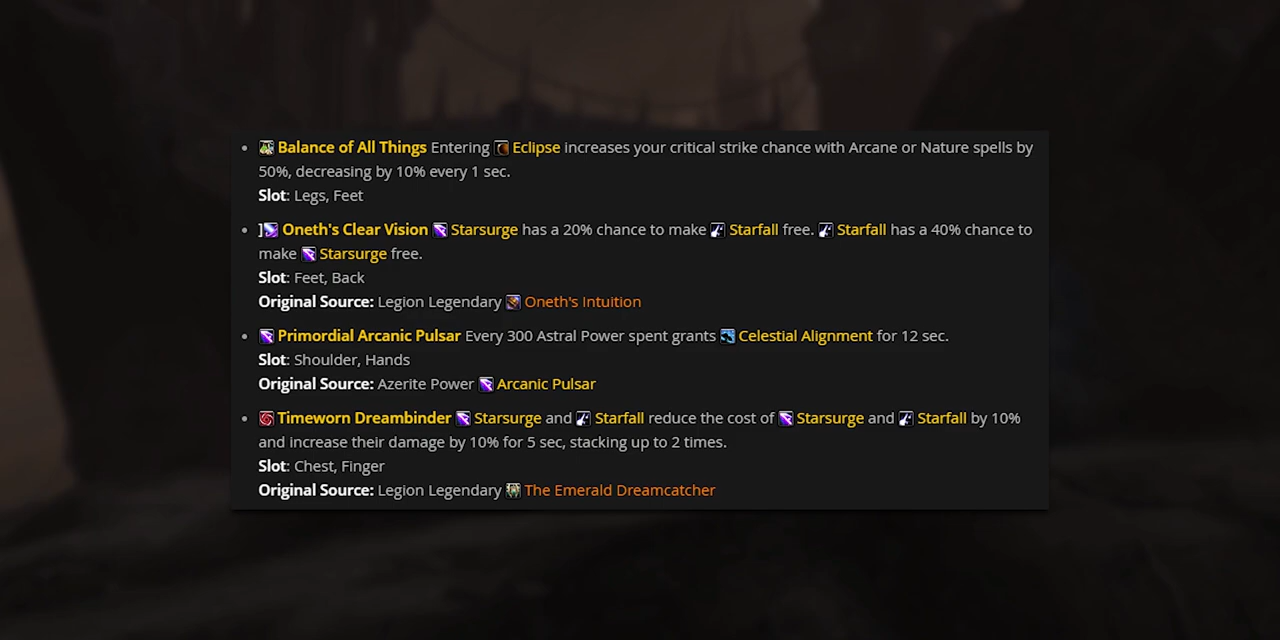 Balance of All Things Entering Eclipse increases your critical strike chance with Arcane or Nature spells by
50%, decreasing by 10% every 1 sec.
Slot: Legs, Feet
]Oneth's Clear Vision Starsurge has a 20% chance to make Starfall free. Starfall has a 40% chance to
make Starsurge free.
Slot: Feet, Back
Original Source: Legion Legendary Oneth's Intuition
Primordial Arcanic Pulsar Every 300 Astral Power spent grants Celestial Alignment for 12 sec.
Slot: Shoulder, Hands
Original Source: Azerite Power Arcanic Pulsar
Timeworn Dreambinder Starsurge and Starfall reduce the cost of Starsurge and Starfall by 10%
and increase their damage by 10% for 5 sec, stacking up to 2 times.
Slot: Chest, Finger
Original Source: Legion Legendary The Emerald Dreamcatcher